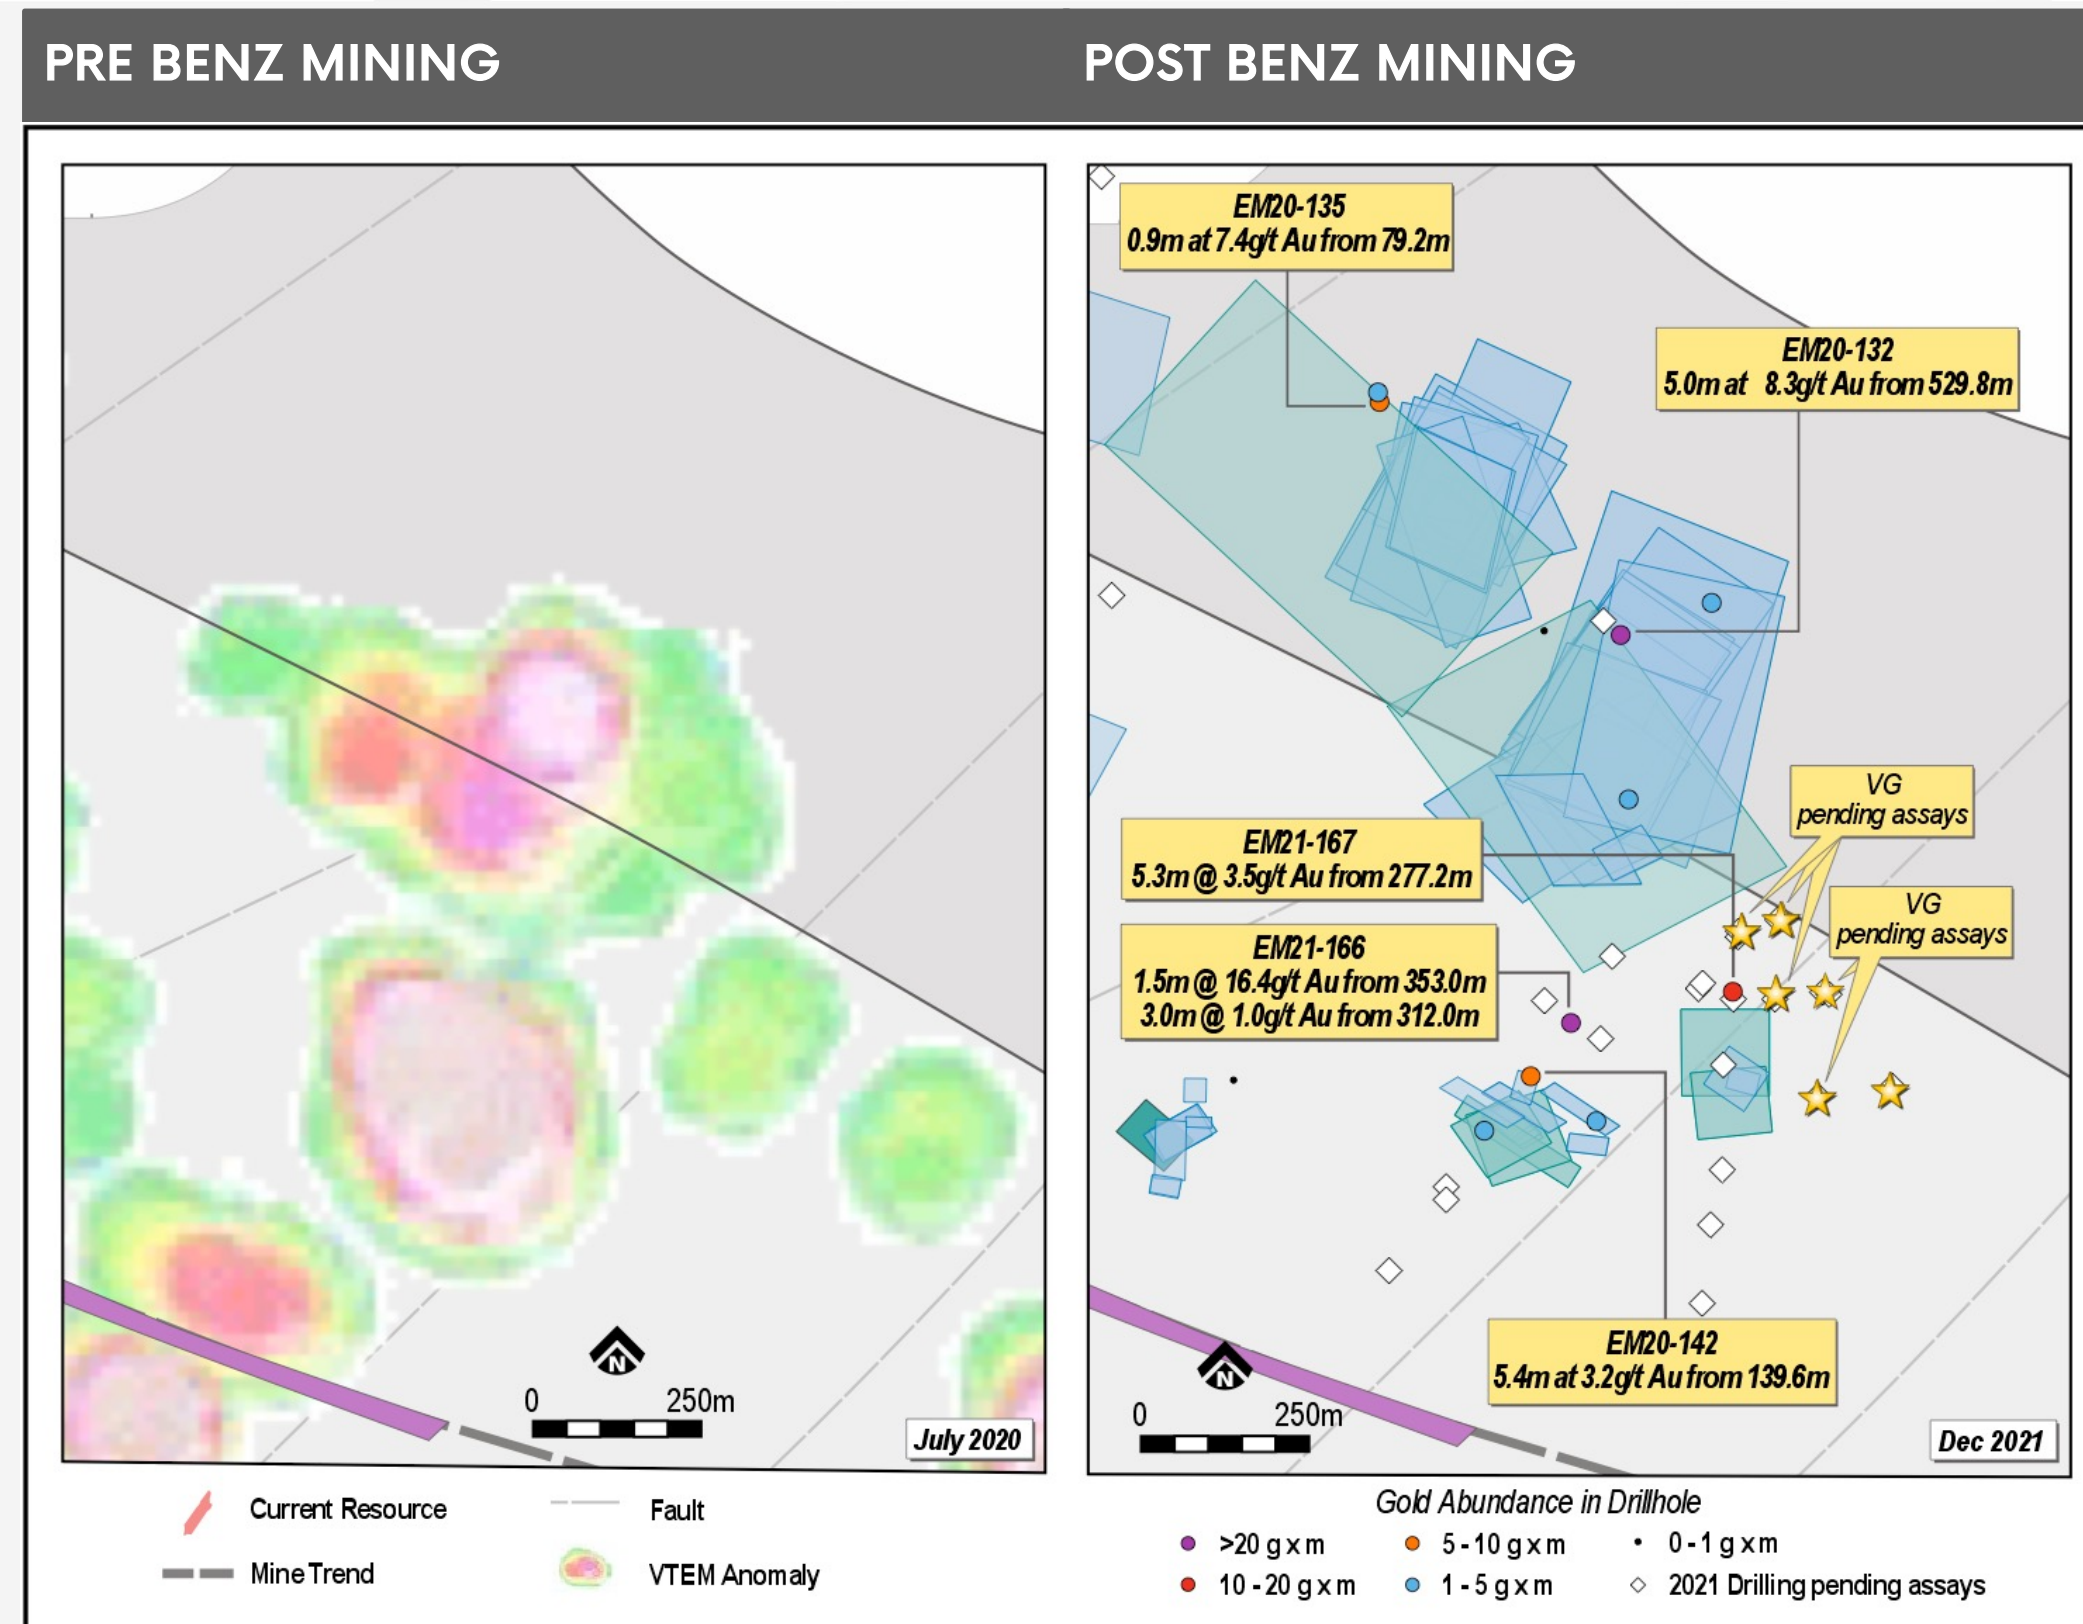 PRE BENZ MINING
POST BENZ MINING
N
0 250m
July 2020
Current Resource
Fault
Mine Trend
VTEM Anomaly
EM20-135
0.9m at 7.4g/t Au from 79.2m
EM20-132
5.0m at 8.3g/t Au from 529.8m
VG
pending assays
EM21-167
5.3m @ 3.5g/t Au from 277.2m
VG
pending assays
EM21-166
1.5m @ 16.4g/t Au from 353.0m
3.0m @ 1.0g/t Au from 312.0m
EM20-142
5.4m at 3.2g/t Au from 139.6m
N
0 250m
Dec 2021
Gold Abundance in Drillhole
>20 g x m
5 - 10 g x m
0 - 1 g x m
10 - 20 g x m
1 - 5 g x m
2021 Drilling pending assays